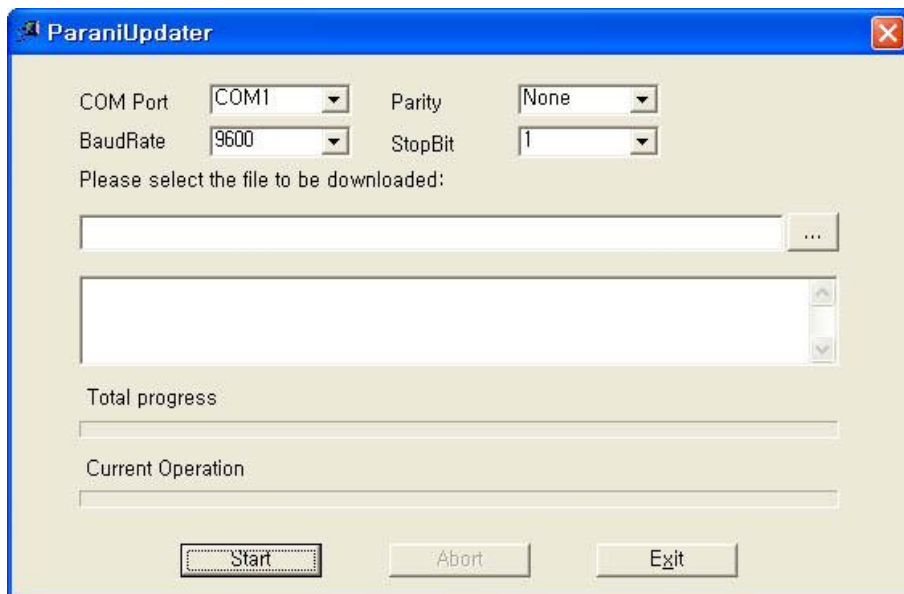 ParaniUpdater
COM Port COM1 Parity None
BaudRate 9600 StopBit 1
Please select the file to be downloaded:
...
Total progress
Current Operation
Start Abort Exit